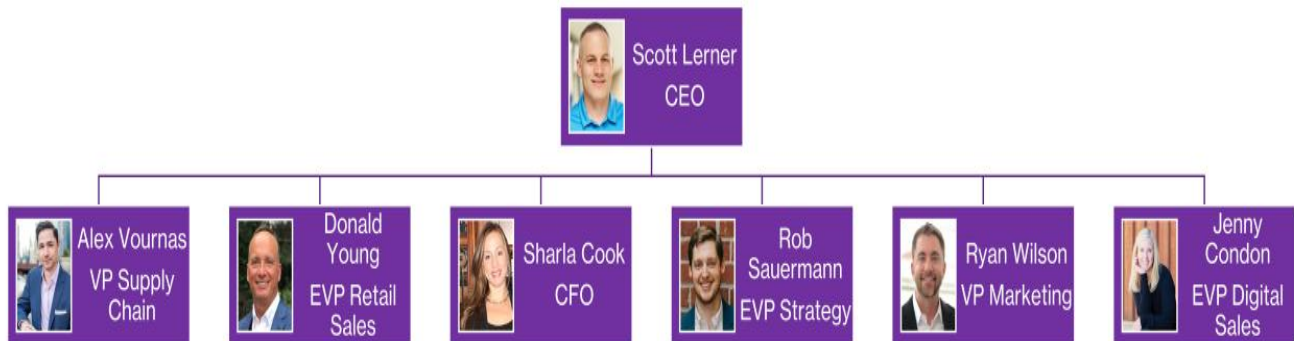 Scott Lerner
CEO
Alex Vournas
VP Supply
Chain
Donald
Young
EVP Retail
Sales
Sharla Cook
CFO
Rob
Sauermann
EVP Strategy
Ryan Wilson
VP Marketing
Jenny
Condon
EVP Digital
Sales